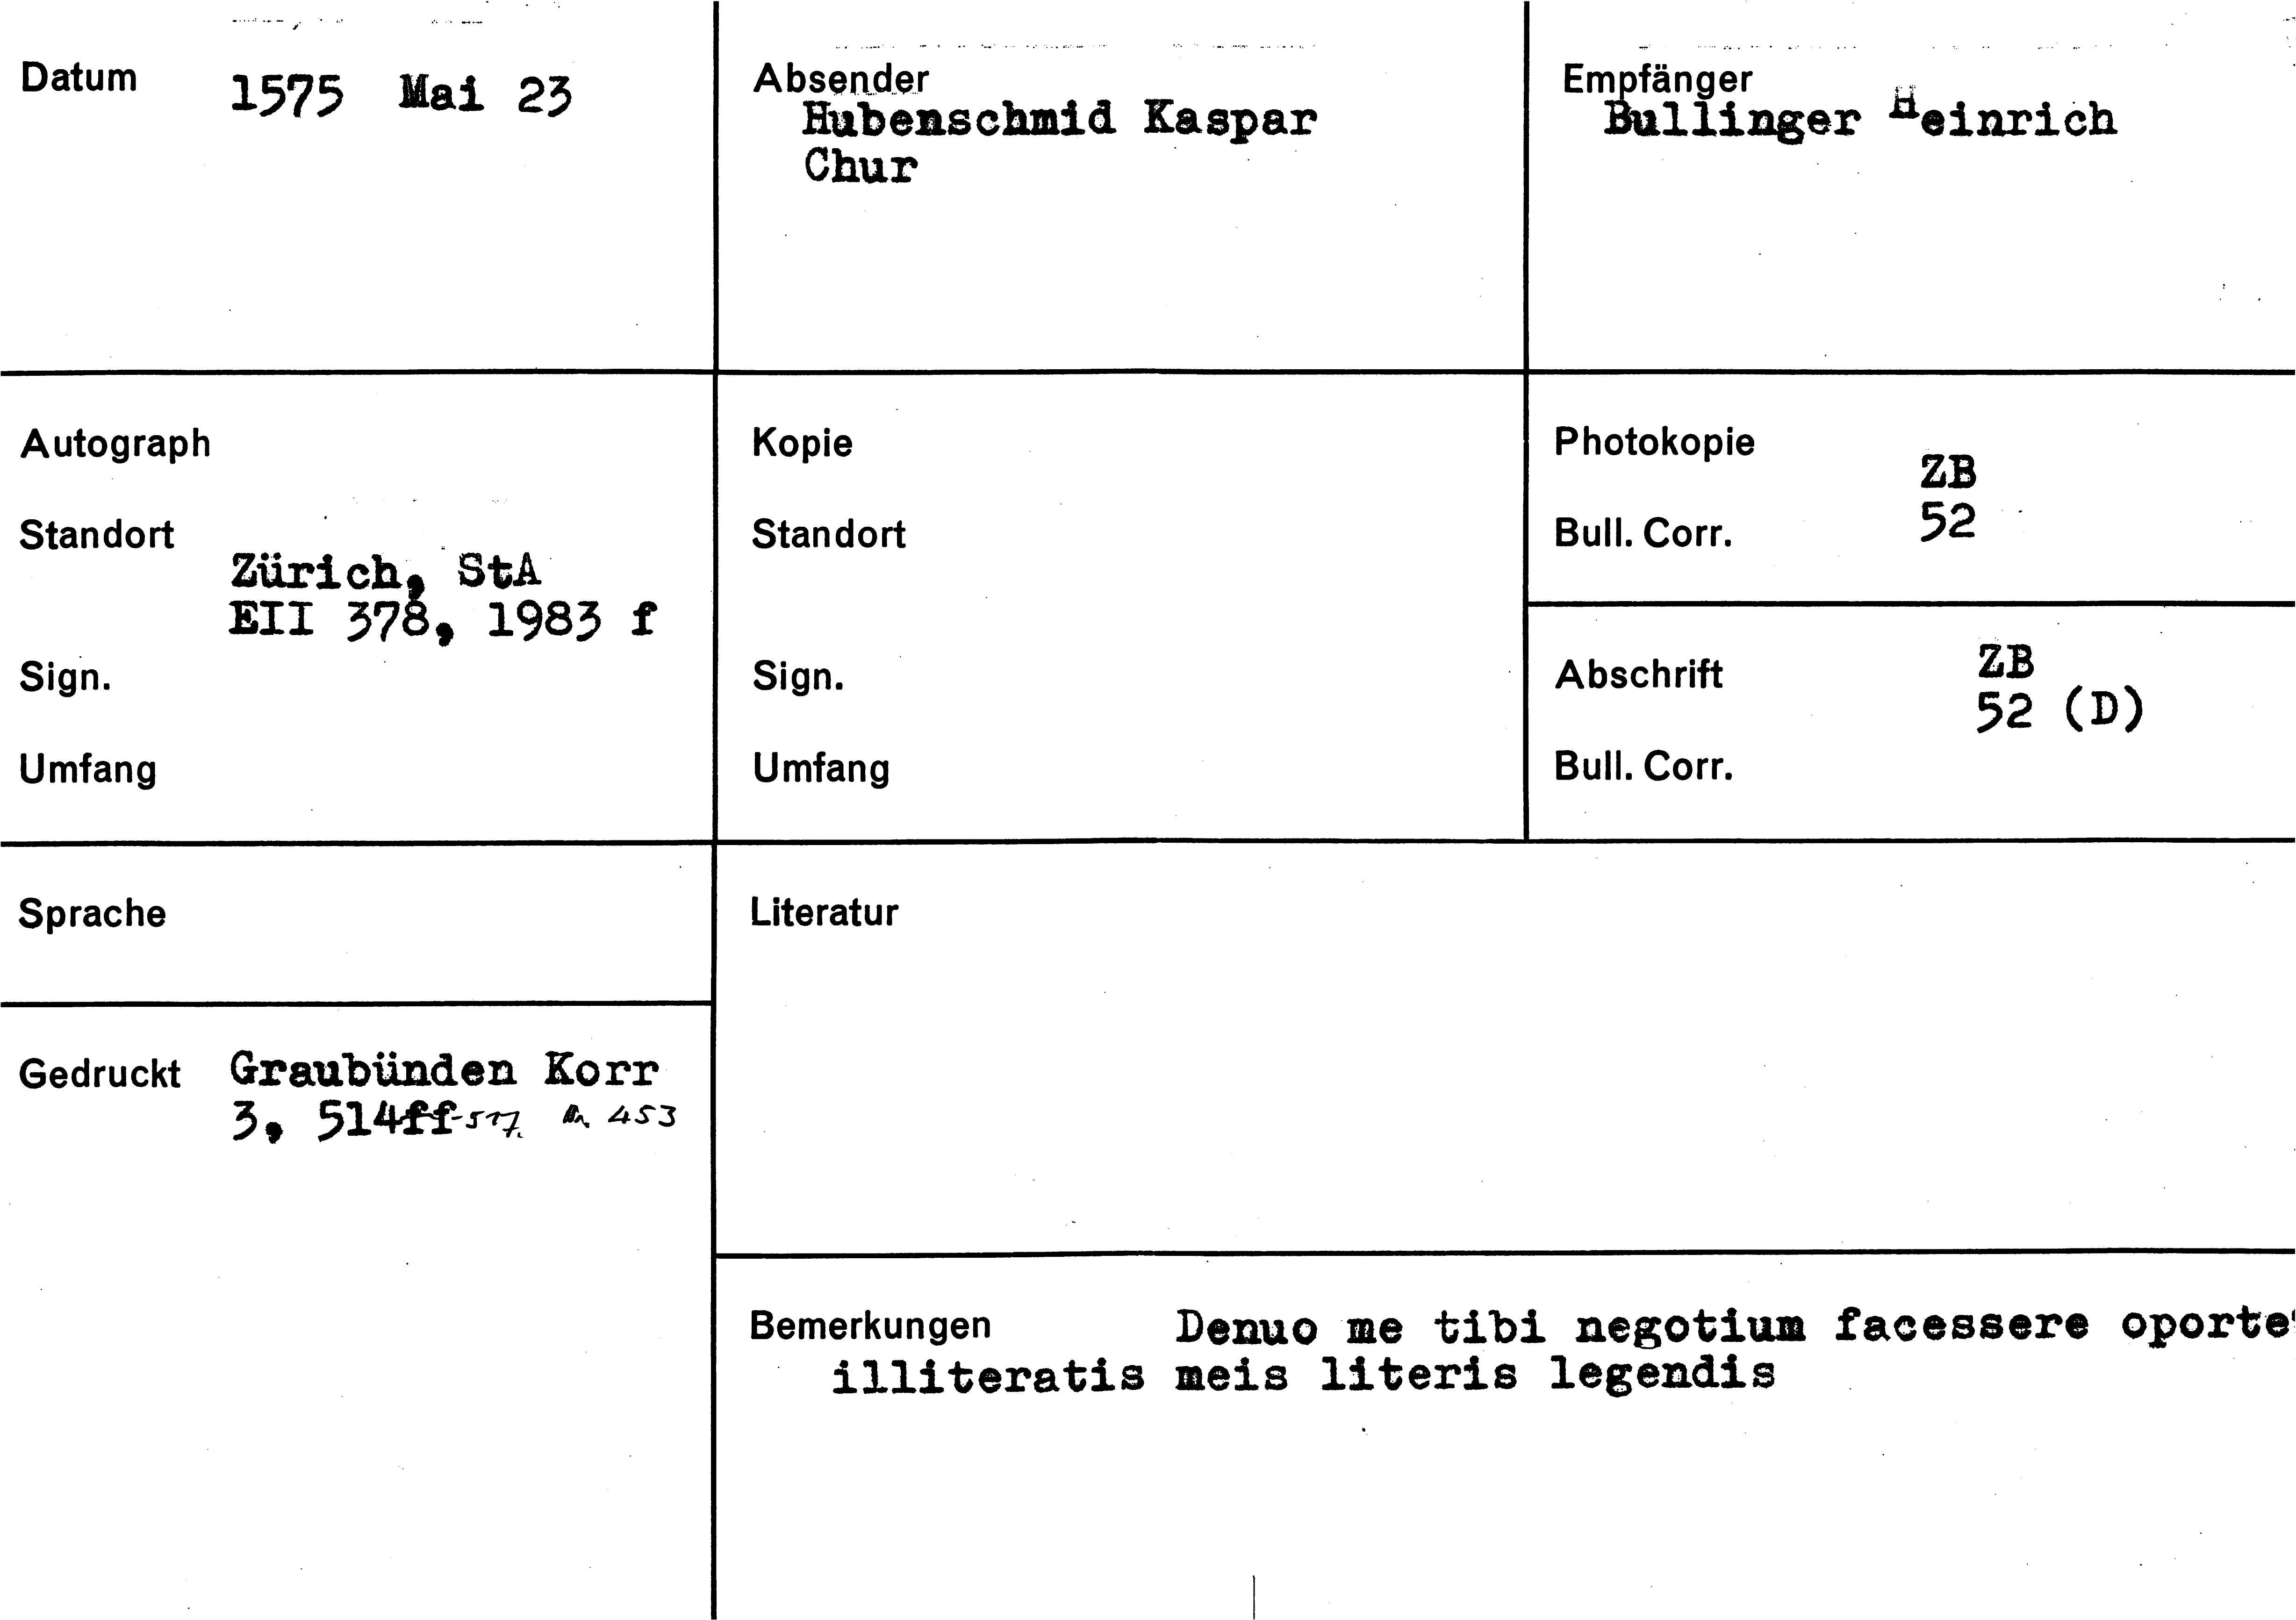 Datum 1575 Mai 23
Absender
Hubenschmid Kaspar
Chur
Empfänger
Bullinger Heinrich
Autograph
Standort
Zürich, StA
EII 378, 1983 f
Sign.
Umfang
Kopie
Standort
Sign.
Umfang
Photokopie ZB
Bull. Corr. 52
Abschrift ZB
52 (D)
Bull. Corr.
Sprache
Literatur
Gedruckt Graubünden Korr
3, 514ff-517. 453
Bemerkungen Denuo me tibi negotium facessere oportet
illiteratis meis literis legendis